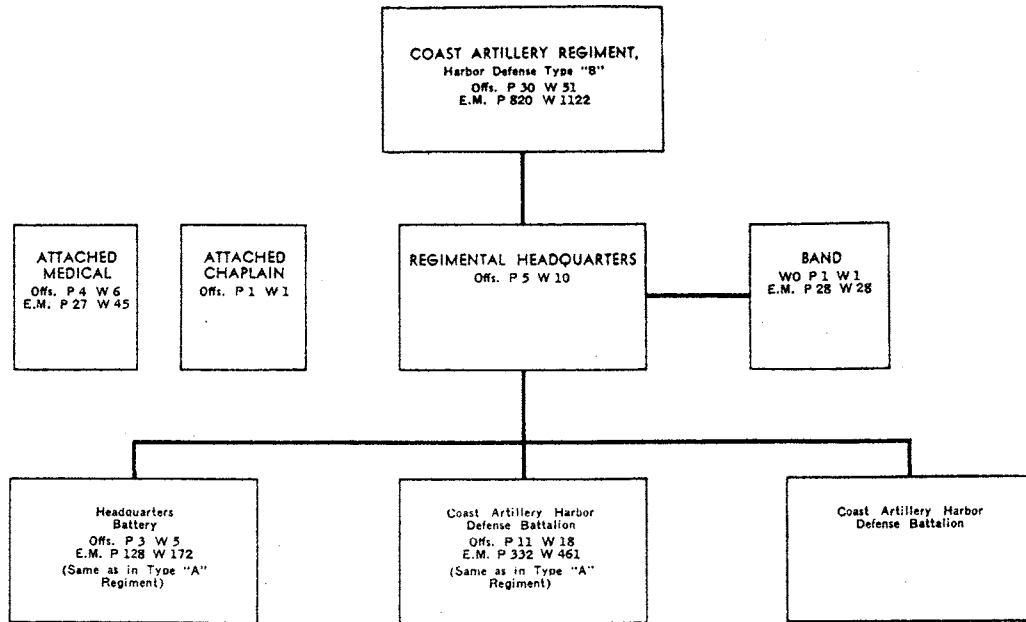 COAST ARTILLERY REGIMENT,
Harbor Defense Type "B"
Offs. P 30 W 51
E.M. P 820 W 1122
ATTACHED
MEDICAL
Offs. P 4 W 6
E.M. P 27 W 45
ATTACHED
CHAPLAIN
Offs. P 1 W 1
REGIMENTAL HEADQUARTERS
Offs. P 5 W 10
BAND
WO P 1 W 1
E.M. P 28 W 28
Headquarters
Battery
Offs. P 3 W 5
E.M. P 128 W 172
(Same as in Type "A"
Regiment)
Coast Artillery Harbor
Defense Battalion
Offs. P 11 W 18
E.M. P 332 W 461
(Same as in Type "A"
Regiment)
Coast Artillery Harbor
Defense Battalion